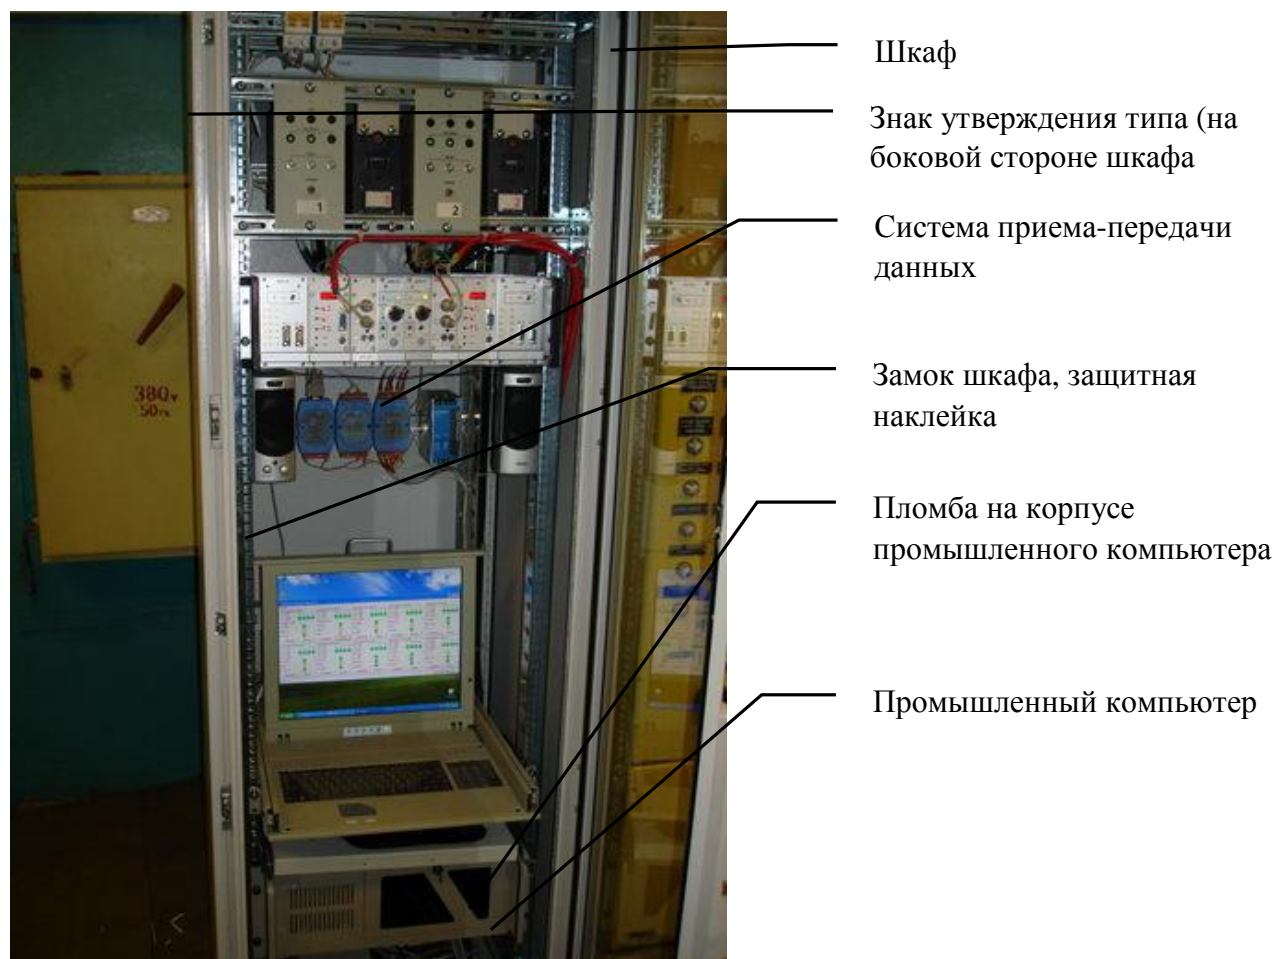 Шкаф
Знак утверждения типа (на
боковой стороне шкафа
Система приема-передачи
данных
Замок шкафа, защитная
наклейка
Пломба на корпусе
промышленного компьютера
Промышленный компьютер
1
2
380v
50гц